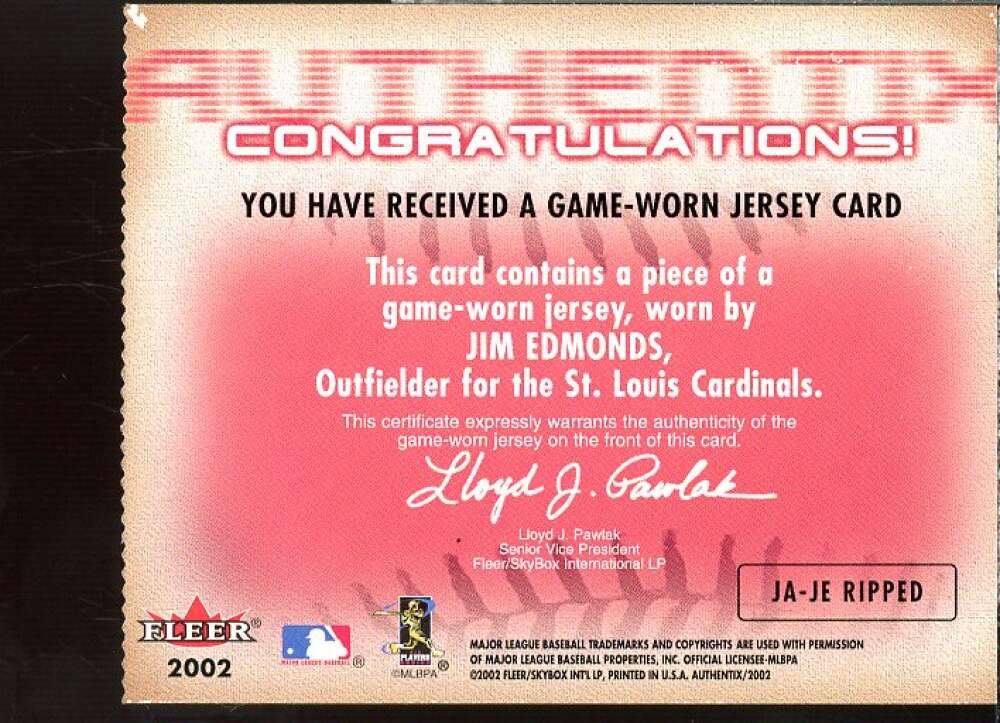 AUTHENTIX
CONGRATULATIONS!
YOU HAVE RECEIVED A GAME-WORN JERSEY CARD
This card contains a piece of a
game-worn jersey, worn by
JIM EDMONDS,
Outfielder for the St. Louis Cardinals.
This certificate expressly warrants the authenticity of the
game-worn jersey on the front of this card.
Lloyd J. Pawlak
Lloyd J. Pawlak
Senior Vice President
Fleer/SkyBox International LP
JA-JE RIPPED
FLEER®
2002
MAJOR LEAGUE BASEBALL ®
PLAYERS
©MLBPA ®
MAJOR LEAGUE BASEBALL TRADEMARKS AND COPYRIGHTS ARE USED WITH PERMISSION
OF MAJOR LEAGUE BASEBALL PROPERTIES, INC. OFFICIAL LICENSEE-MLBPA
©2002 FLEER/SKYBOX INT'L LP, PRINTED IN U.S.A. AUTHENTIX/2002